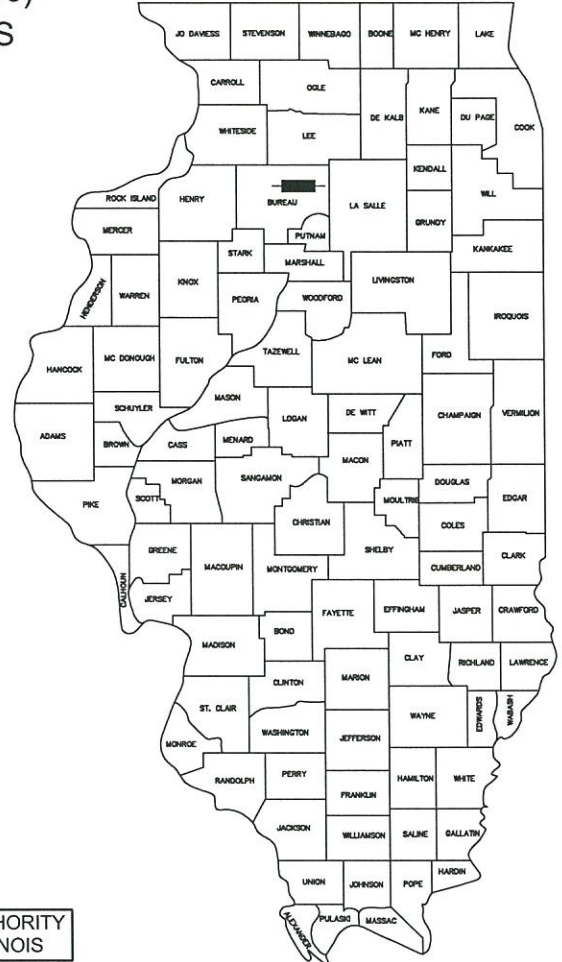 S
JO DAVIESS STEVENSON WINNEBAGO BOONE MC HENRY LAKE
CARROLL OGLE DE KALB KANE DU PAGE COOK
WHITESIDE LEE
KENDALL WILL
ROCK ISLAND HENRY BUREAU LA SALLE
GRUNDY
MERCER PUTNAM
KANKAKEE
STARK MARSHALL
HENDERSON WARREN KNOX PEORIA WOODFORD LIVINGSTON
IROQUOIS
HANCOCK MC DONOUGH FULTON TAZEWELL MC LEAN FORD
MASON
SCHUYLER LOGAN DE WITT CHAMPAIGN VERMILION
ADAMS BROWN CASS MENARD PIATT
MACON
PIKE SCOTT MORGAN SANGAMON MOULTRIE DOUGLAS EDGAR
CHRISTIAN COLES
GREENE SHELBY CLARK
CALHOUN JERSEY MACOUPIN MONTGOMERY CUMBERLAND
FAYETTE EFFINGHAM JASPER CRAWFORD
MADISON BOND
CLAY RICHLAND LAWRENCE
CLINTON MARION
ST. CLAIR WAYNE EDWARDS WABASH
MONROE WASHINGTON JEFFERSON
RANDOLPH PERRY HAMILTON WHITE
FRANKLIN
JACKSON WILLIAMSON SALINE GALLATIN
HARDIN
UNION JOHNSON POPE
ALEXANDER PULASKI MASSAC
HORITY
NOIS